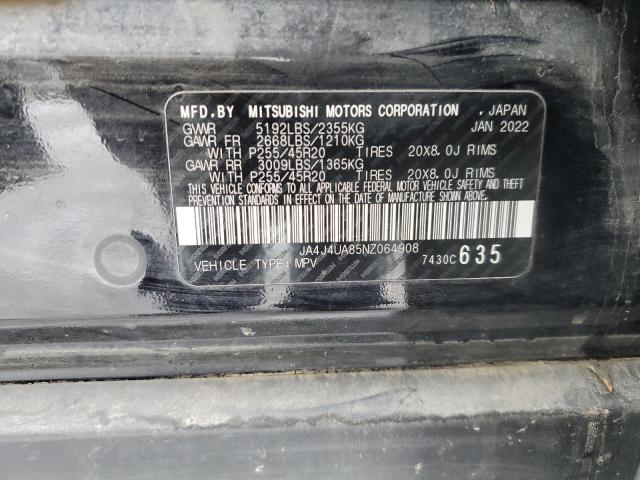 MFD.BY MITSUBISHI MOTORS CORPORATION , JAPAN
GVWR 5192LBS/2355KG JAN 2022
GAWR FR 2668LBS/1210KG
WITH P255/45R20 TIRES 20X8.0J RIMS
GAWR RR 3009LBS/1365KG
WITH P255/45R20 TIRES 20X8.0J RIMS
THIS VEHICLE CONFORMS TO ALL APPLICABLE FEDERAL MOTOR VEHICLE SAFETY AND THEFT
PREVENTION STANDARDS IN EFFECT ON THE DATE OF MANUFACTURE SHOWN ABOVE.
JA4J4UA85NZ064908
VEHICLE TYPE: MPV 7430C 635